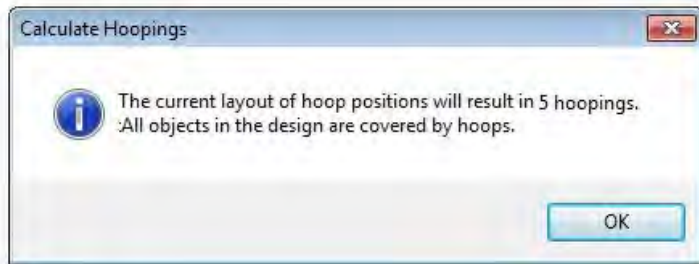 Calculate Hoopings
The current layout of hoop positions will result in 5 hoopings.
:All objects in the design are covered by hoops.
OK